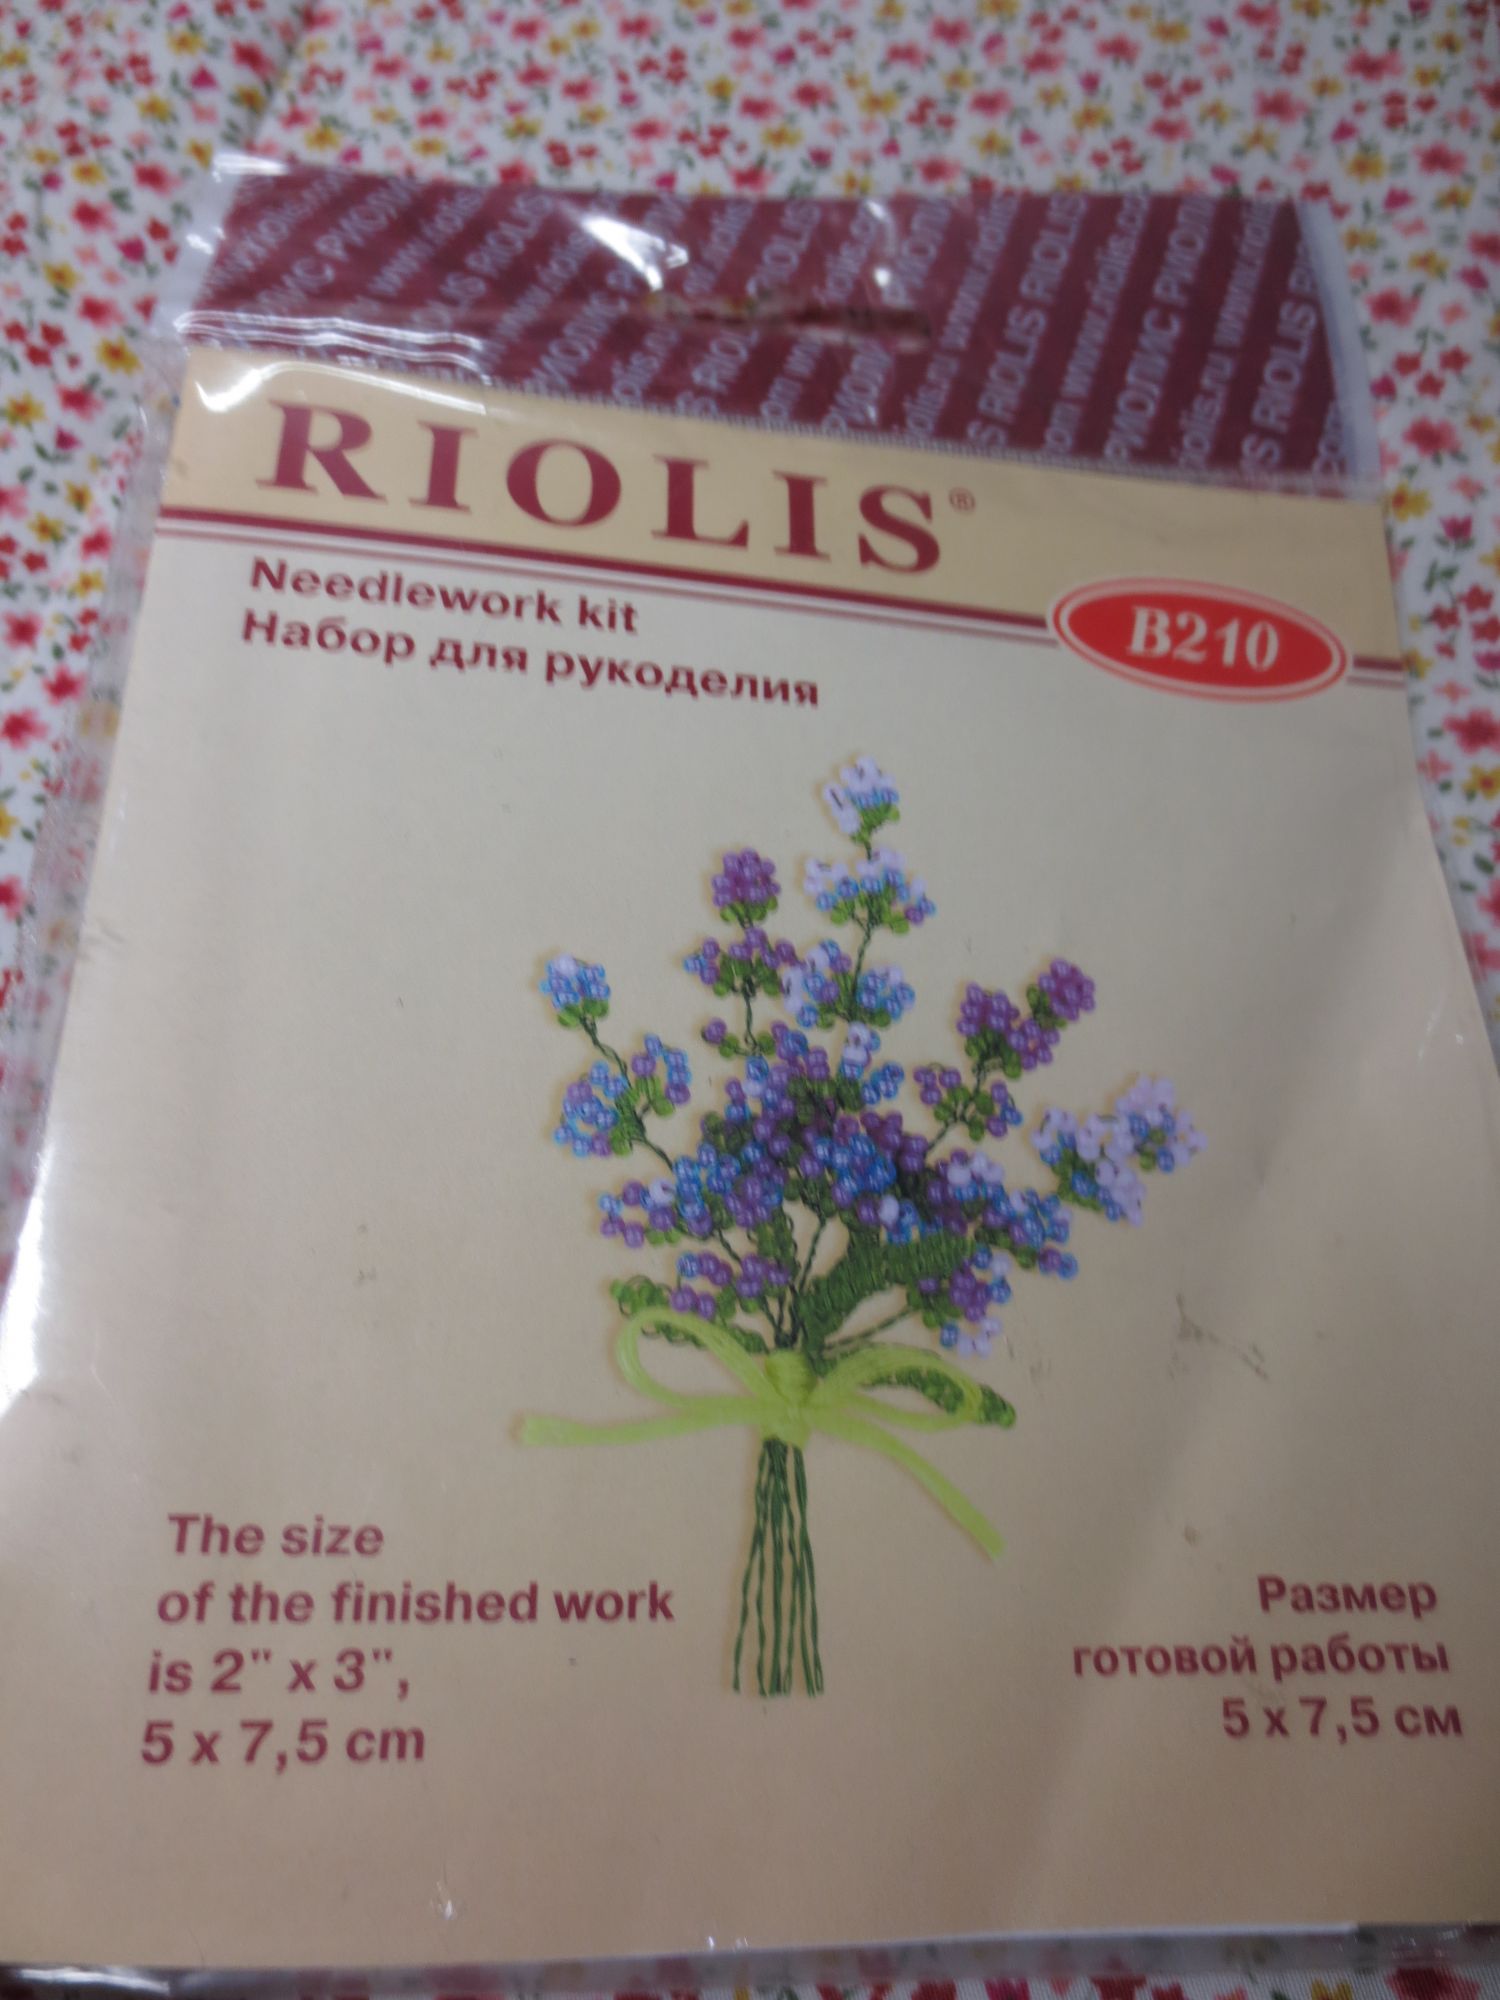 RIOLIS®
Needlework kit
Набор для рукоделия
B210
The size
of the finished work
is 2" x 3",
5 x 7,5 cm
Размер
готовой работы
5 x 7,5 см